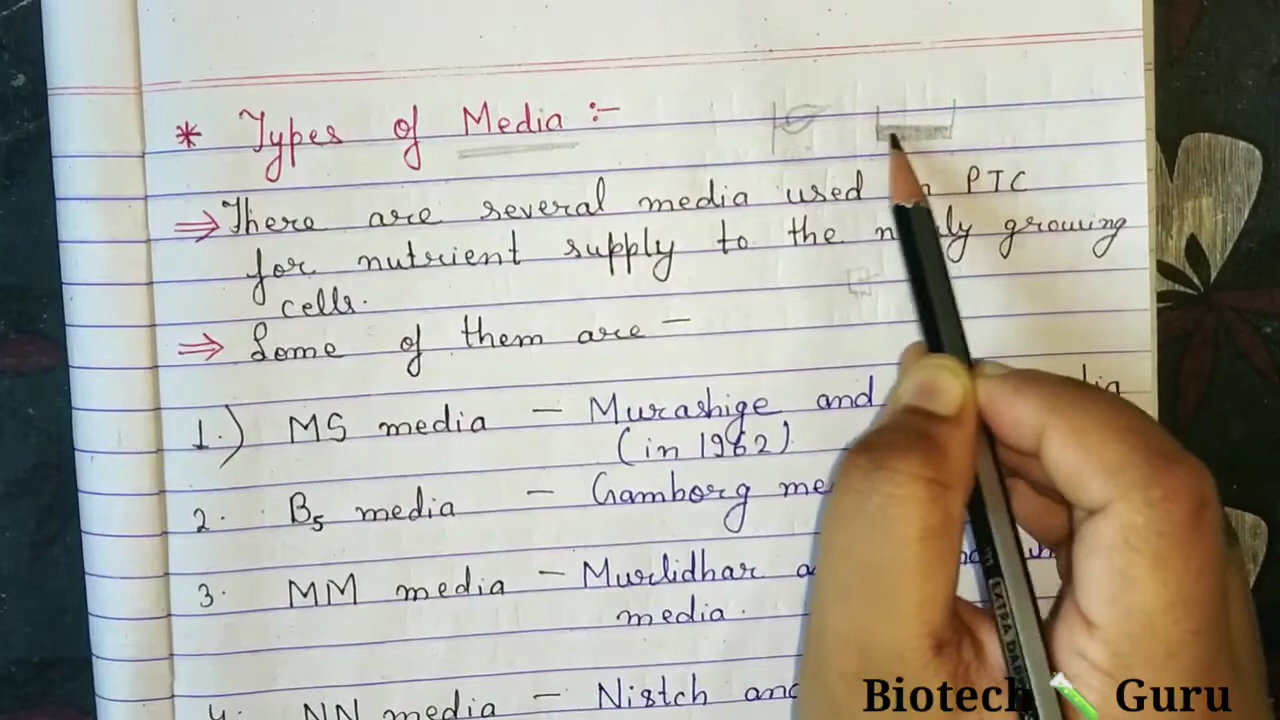 * Types of Media :-
⇒ There are several media used PTC
for nutrient supply to the growing
cells.
⇒ Some of them are –
1.) MS media – Murashige and
(in 1962)
2. B5 media – Gamborg
3. MM media – Murlidhar
media.
4. NN media – Nistch and
Biotech Guru